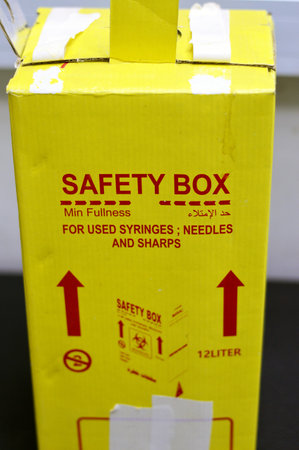 SAFETY BOX
Min Fullness حد الإمتلاء
FOR USED SYRINGES ; NEEDLES
AND SHARPS
SAFETY BOX
12LITER